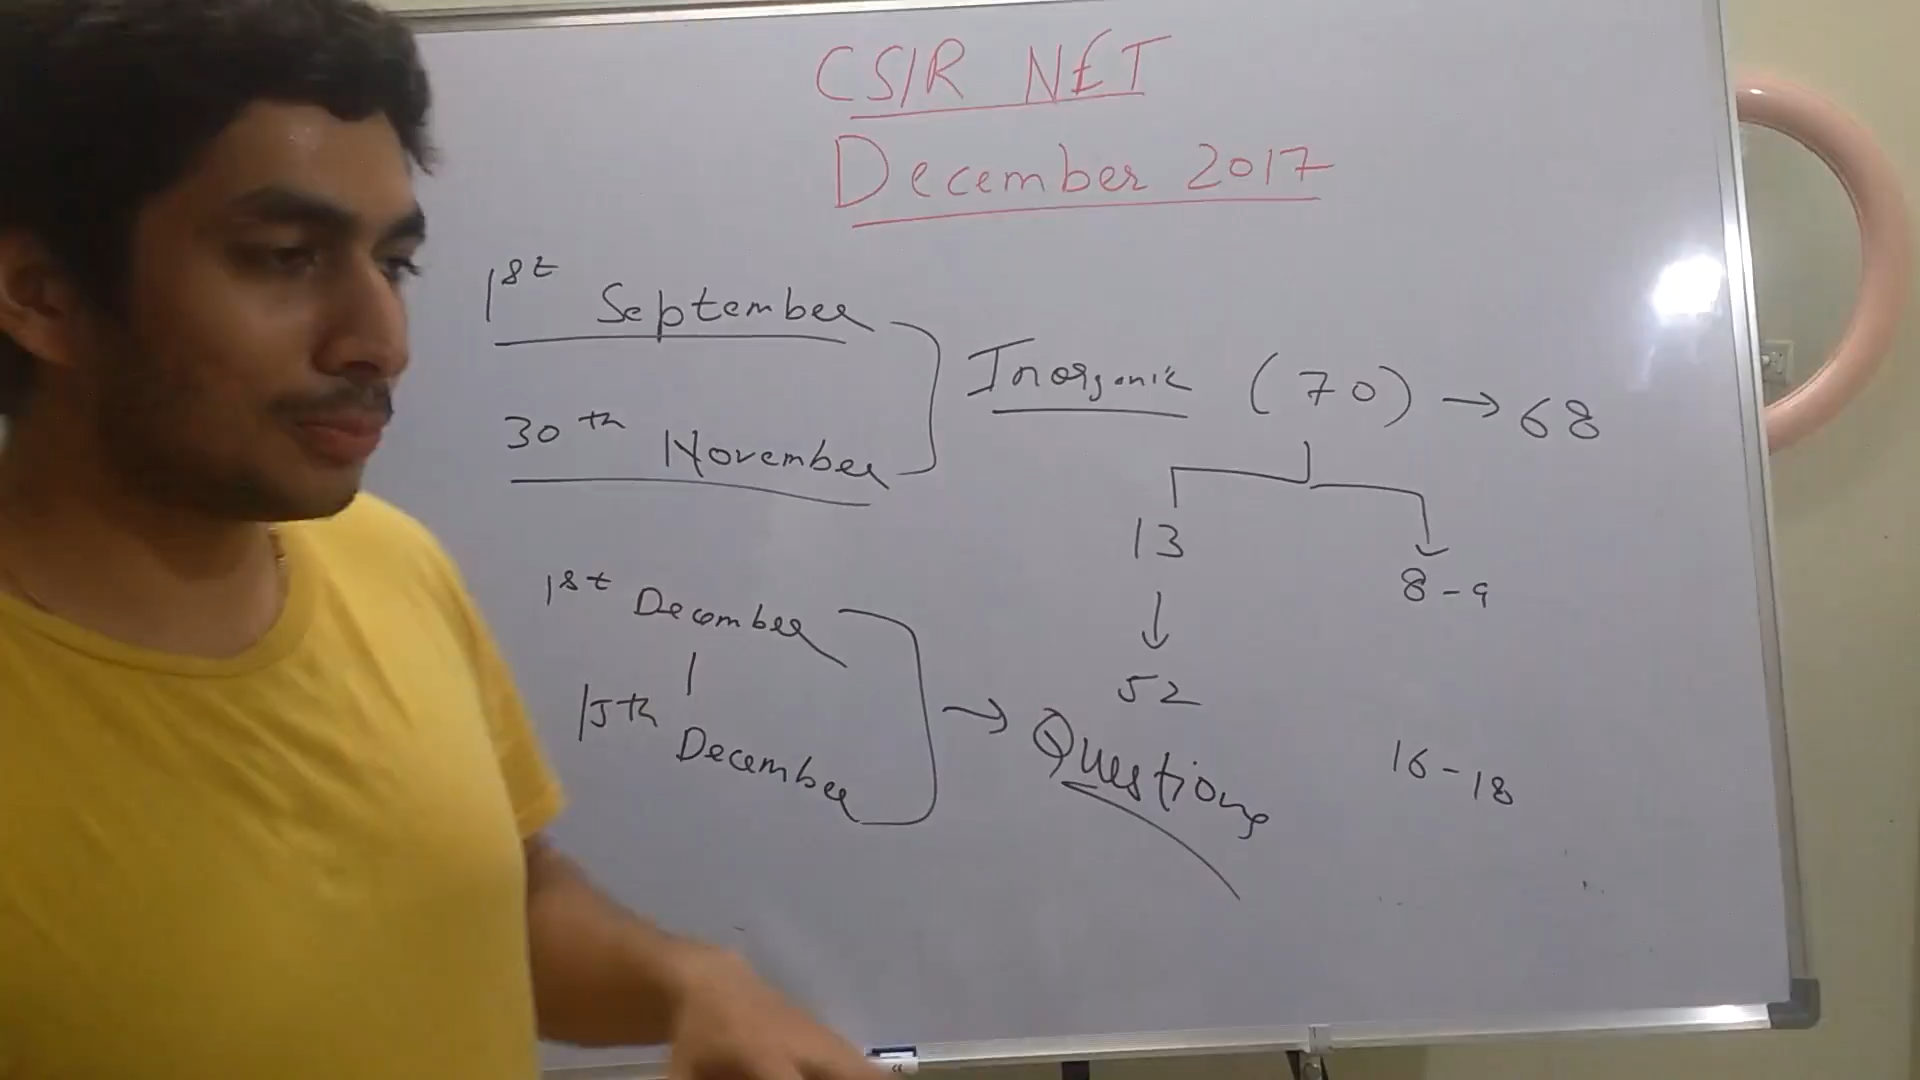 CSIR NET
December 2017
1st September
30th November
Inorganic (70) → 68
13
8-9
52
1st December
|
15th December
→ Questions
16-18